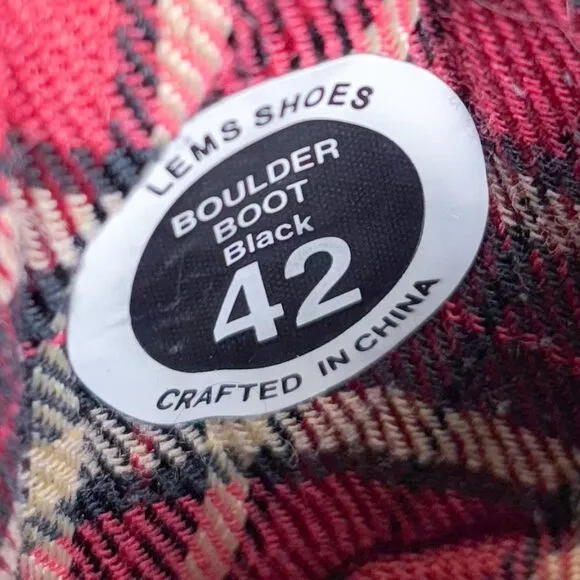 LEMS SHOES
BOULDER
BOOT
Black
42
CRAFTED IN CHINA